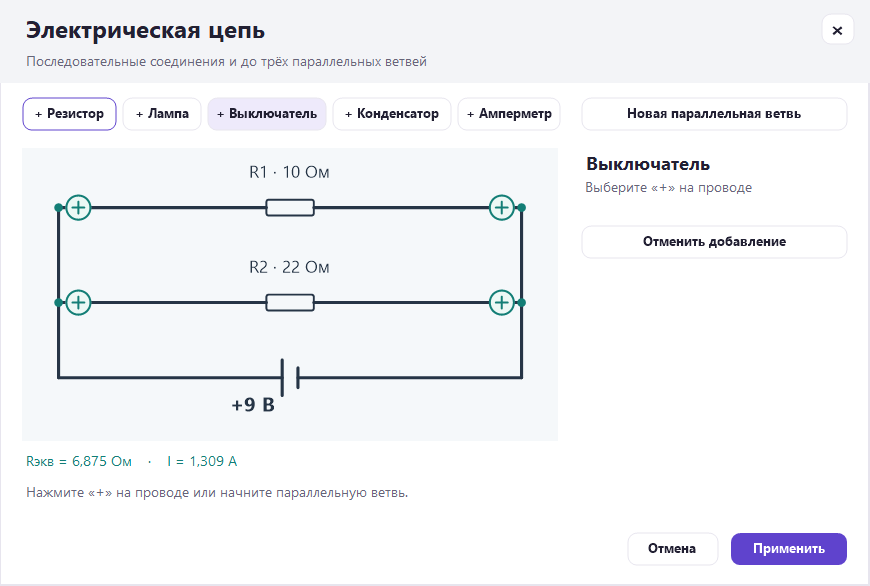 Электрическая цепь
Последовательные соединения и до трёх параллельных ветвей
+ Резистор
+ Лампа
+ Выключатель
+ Конденсатор
+ Амперметр
Новая параллельная ветвь
R1 · 10 Ом
R2 · 22 Ом
+9 В
Выключатель
Выберите «+» на проводе
Отменить добавление
Rэкв = 6,875 Ом · I = 1,309 А
Нажмите «+» на проводе или начните параллельную ветвь.
Отмена
Применить